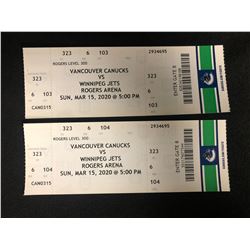 323 6 103 2934695
ROGERS LEVEL 300
VANCOUVER CANUCKS
VS
WINNIPEG JETS
ROGERS ARENA
SUN, MAR 15, 2020 @ 5:00 PM
323
6
103
CAN0315
323
6
103
ENTER GATE 8
323 6 104 2934695
ROGERS LEVEL 300
VANCOUVER CANUCKS
VS
WINNIPEG JETS
ROGERS ARENA
SUN, MAR 15, 2020 @ 5:00 PM
323
6
104
CAN0315
323
6
104
ENTER GATE 8